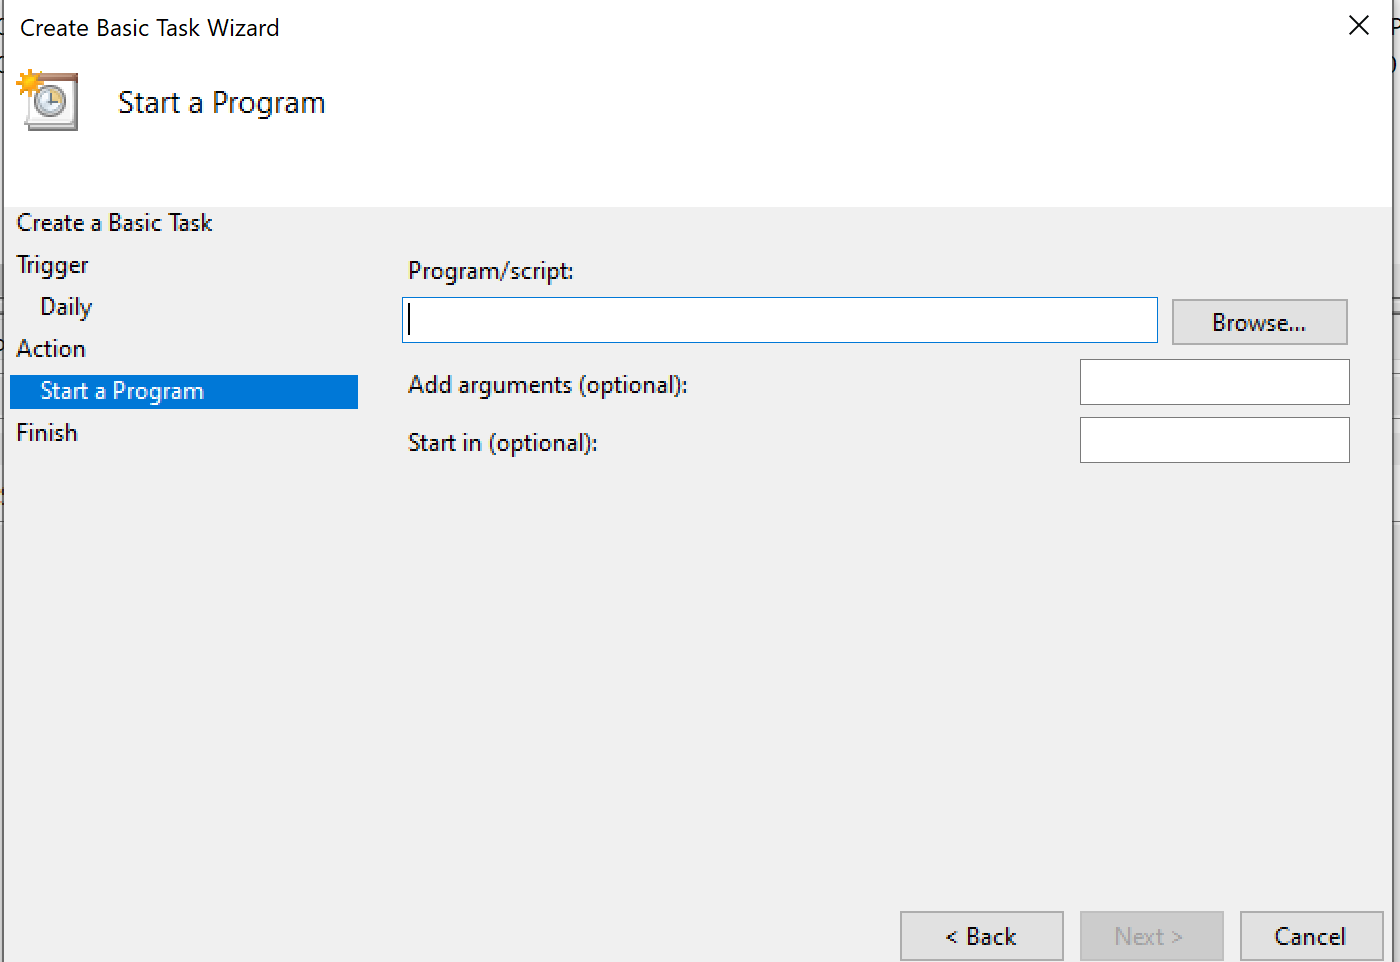 Create Basic Task Wizard
Start a Program
Create a Basic Task
Trigger
Daily
Action
Start a Program
Finish
Program/script:
Browse...
Add arguments (optional):
Start in (optional):
< Back
Next >
Cancel